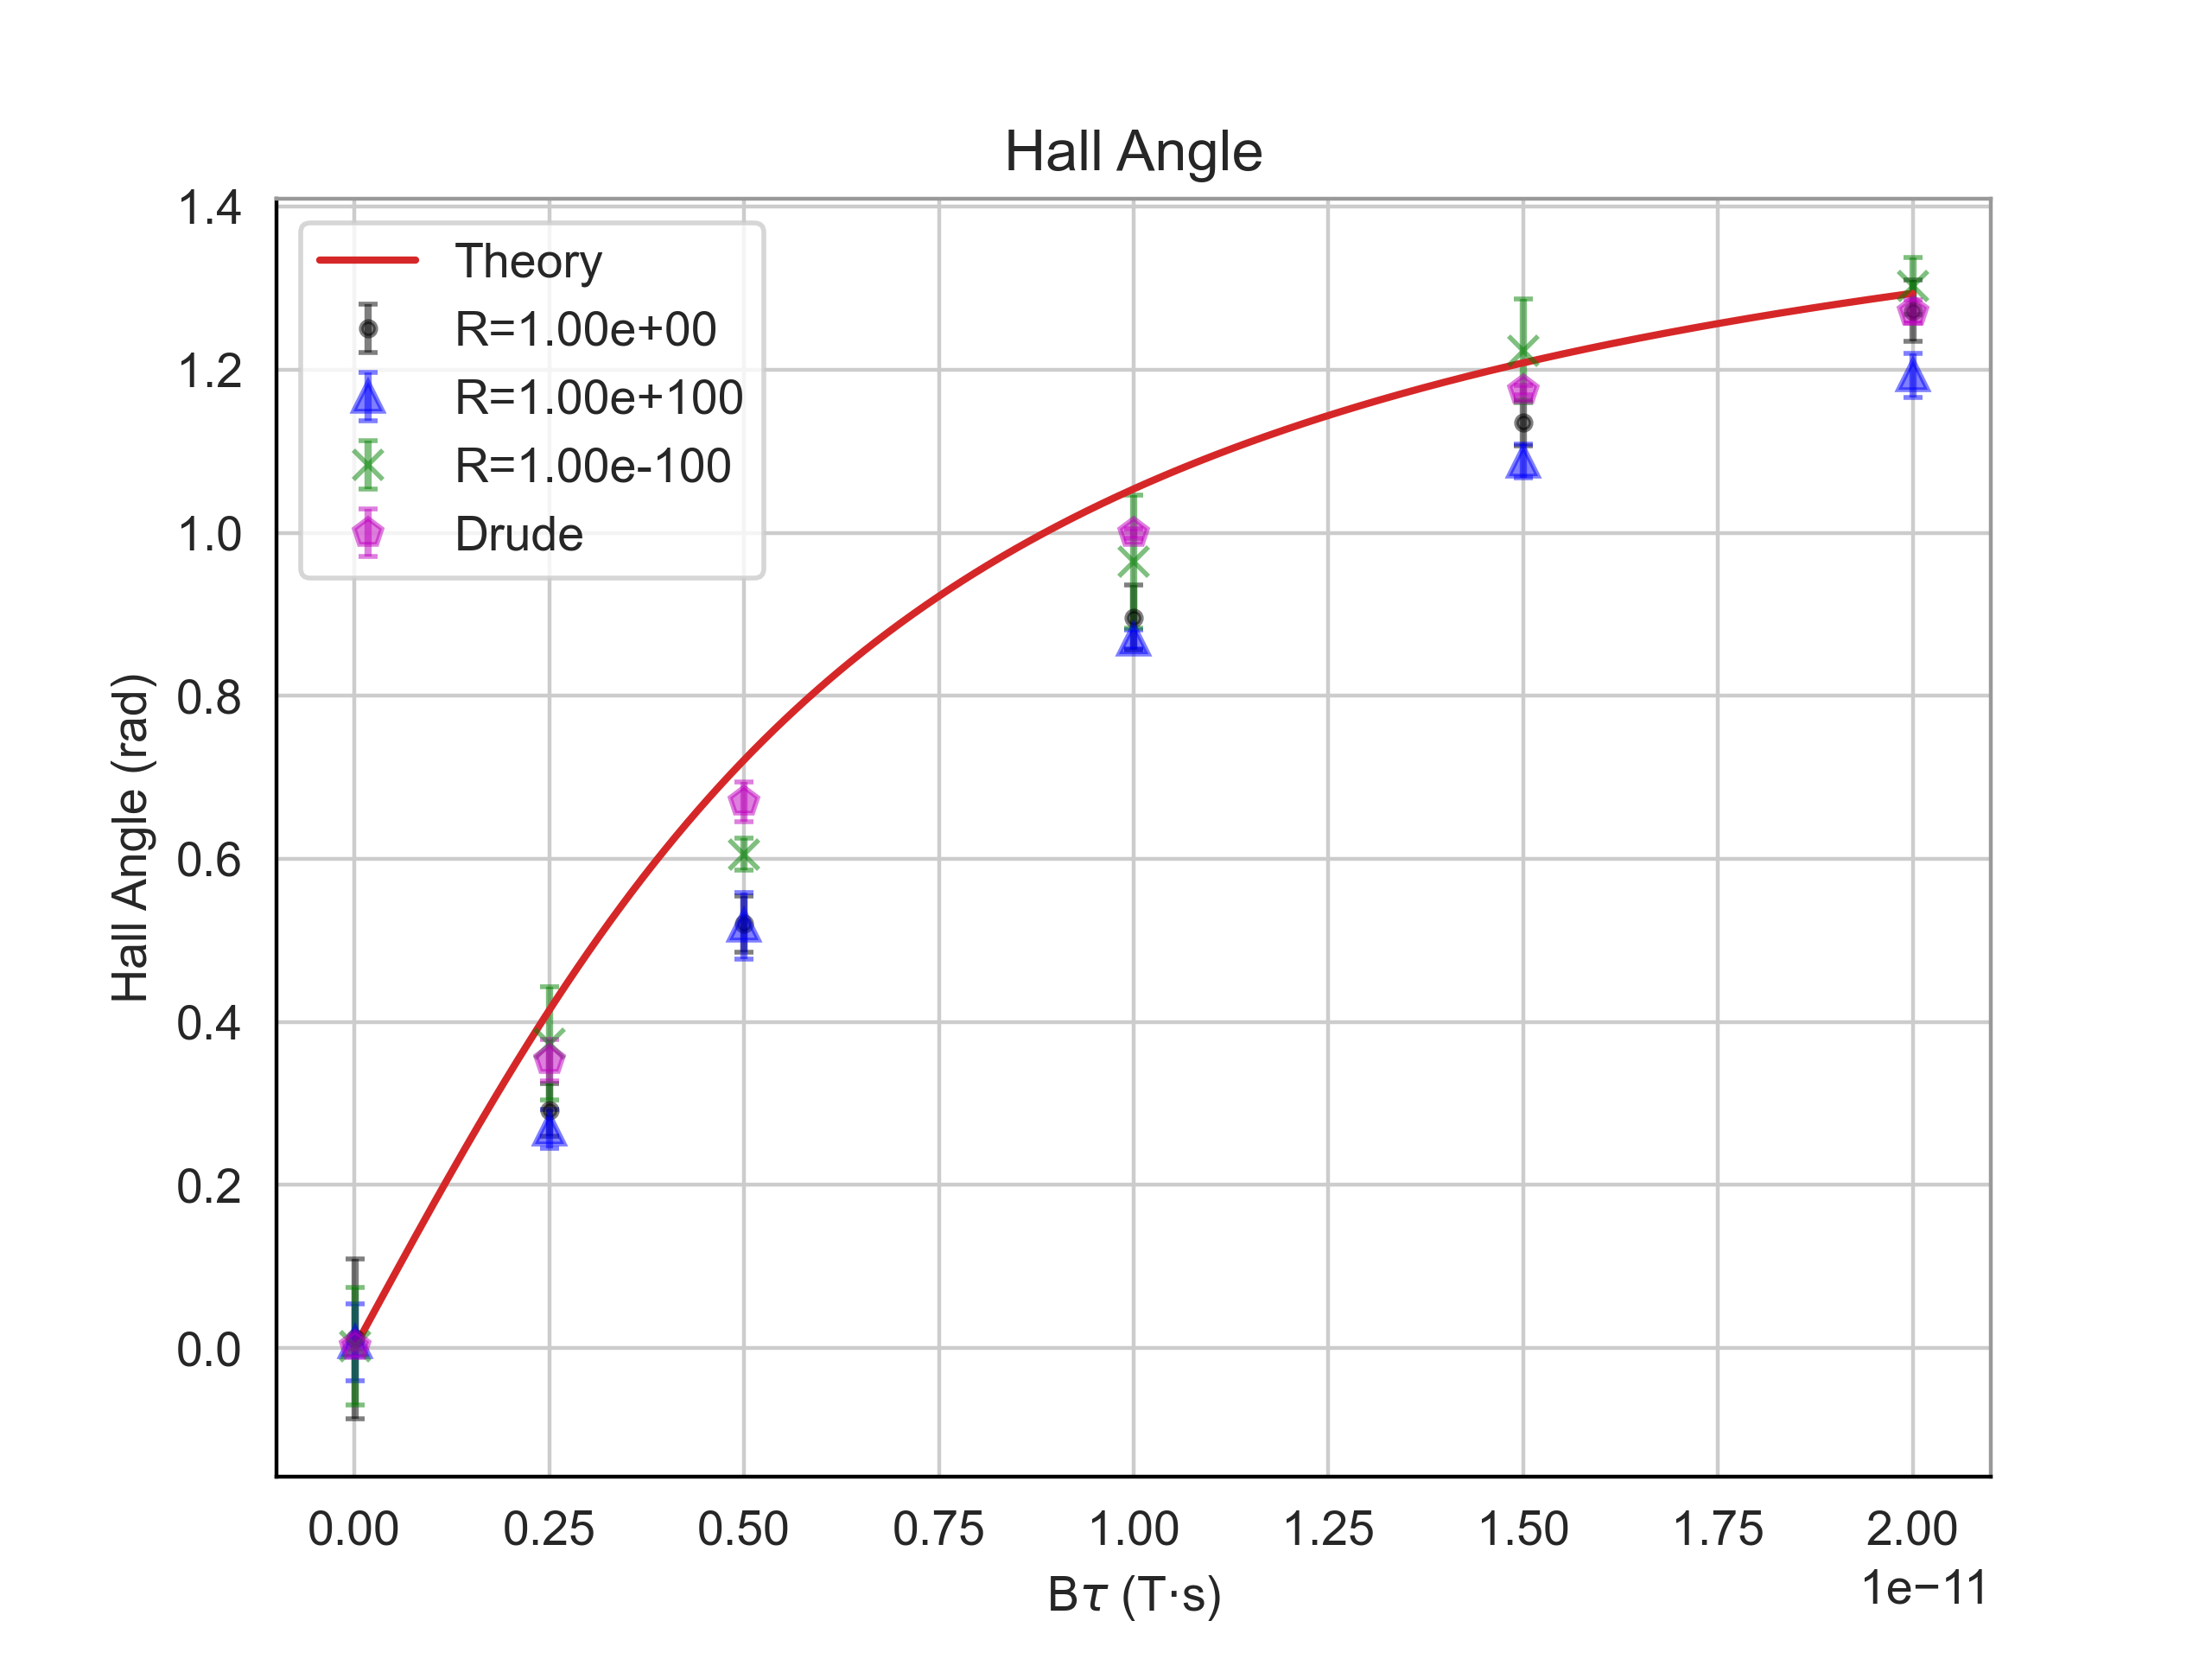 Hall Angle
1.4
1.2
1.0
0.8
0.6
0.4
0.2
0.0
Hall Angle (rad)
Theory
R=1.00e+00
R=1.00e+100
R=1.00e-100
Drude
0.00 0.25 0.50 0.75 1.00 1.25 1.50 1.75 2.00
1e−11
Bτ (T·s)